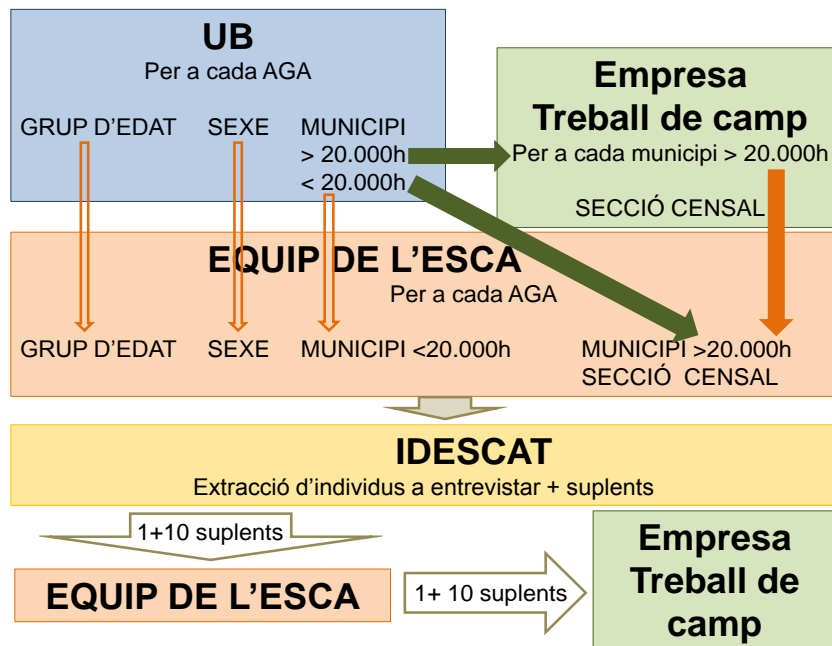 UB
Per a cada AGA
GRUP D'EDAT SEXE MUNICIPI
> 20.000h
< 20.000h
Empresa
Treball de camp
Per a cada municipi > 20.000h
SECCIÓ CENSAL
EQUIP DE L'ESCA
Per a cada AGA
GRUP D'EDAT SEXE MUNICIPI <20.000h
MUNICIPI >20.000h
SECCIÓ CENSAL
IDESCAT
Extracció d'individus a entrevistar + suplents
1+10 suplents
EQUIP DE L'ESCA
1+ 10 suplents
Empresa
Treball de
camp